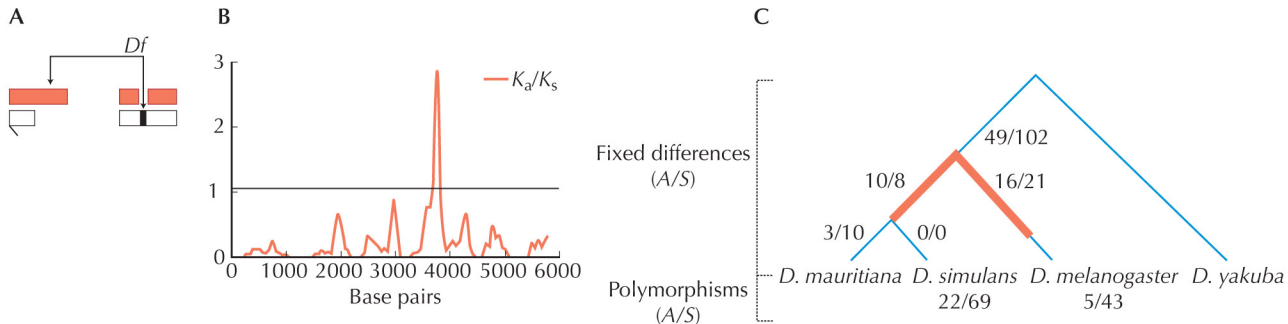 A
Df
B
3
2
1
0
0 1000 2000 3000 4000 5000 6000
Base pairs
Ka/Ks
C
Fixed differences
(A/S)
49/102
10/8
16/21
3/10
0/0
D. mauritiana D. simulans D. melanogaster D. yakuba
Polymorphisms
(A/S)
22/69
5/43